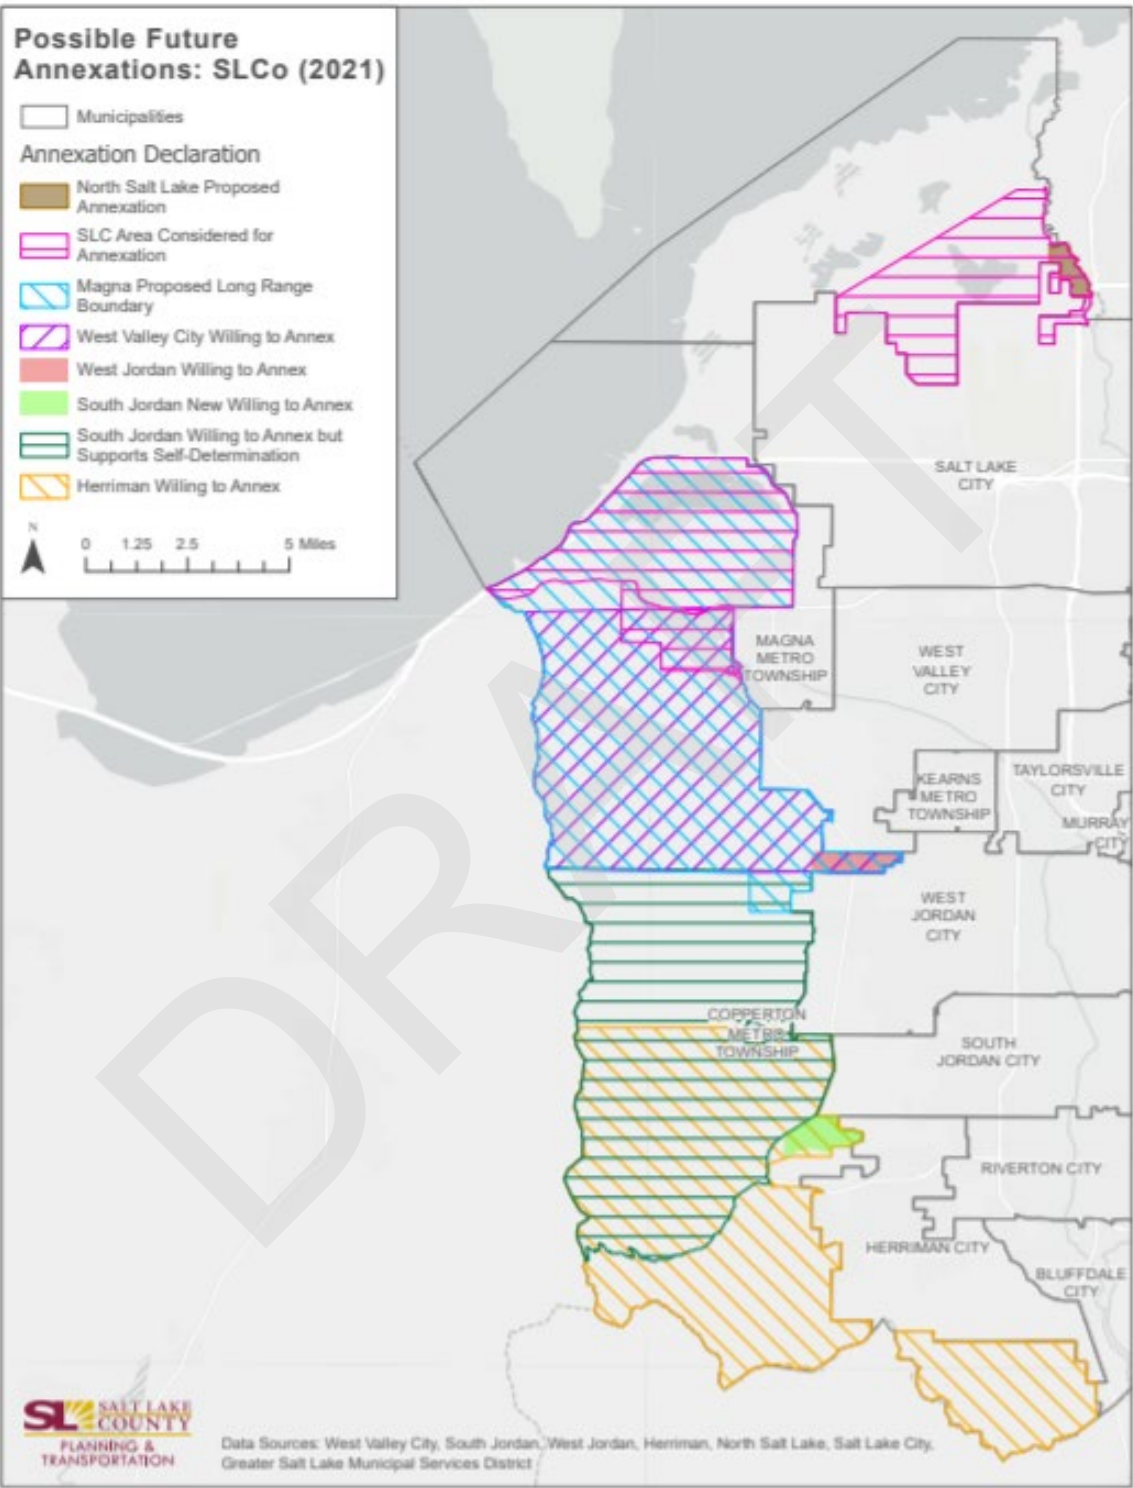 Possible Future
Annexations: SLCo (2021)
Municipalities
Annexation Declaration
North Salt Lake Proposed
Annexation
SLC Area Considered for
Annexation
Magna Proposed Long Range
Boundary
West Valley City Willing to Annex
West Jordan Willing to Annex
South Jordan New Willing to Annex
South Jordan Willing to Annex but
Supports Self-Determination
Herriman Willing to Annex
N
0 1.25 2.5 5 Miles
DRAFT
SALT LAKE
CITY
MAGNA
METRO
TOWNSHIP
WEST
VALLEY
CITY
KEARNS
METRO
TOWNSHIP
TAYLORSVILLE
CITY
MURRAY
CITY
WEST
JORDAN
CITY
COPPERTON
METRO
TOWNSHIP
SOUTH
JORDAN CITY
RIVERTON CITY
HERRIMAN CITY
BLUFFDALE
CITY
SL SALT LAKE
COUNTY
PLANNING &
TRANSPORTATION
Data Sources: West Valley City, South Jordan, West Jordan, Herriman, North Salt Lake, Salt Lake City,
Greater Salt Lake Municipal Services District